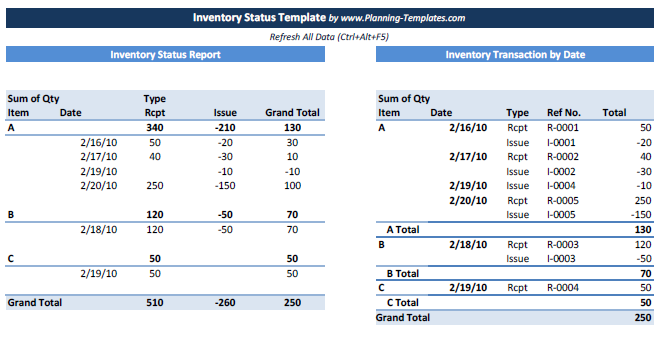 Inventory Status Template by www.Planning-Templates.com
Refresh All Data (Ctrl+Alt+F5)
Inventory Status Report
Sum of Qty Type
Item Date Rcpt Issue Grand Total
A 340 -210 130
2/16/10 50 -20 30
2/17/10 40 -30 10
2/19/10 -10 -10
2/20/10 250 -150 100
B 120 -50 70
2/18/10 120 -50 70
C 50 50
2/19/10 50 50
Grand Total 510 -260 250
Inventory Transaction by Date
Sum of Qty
Item Date Type Ref No. Total
A 2/16/10 Rcpt R-0001 50
Issue I-0001 -20
2/17/10 Rcpt R-0002 40
Issue I-0002 -30
2/19/10 Issue I-0004 -10
2/20/10 Rcpt R-0005 250
Issue I-0005 -150
A Total 130
B 2/18/10 Rcpt R-0003 120
Issue I-0003 -50
B Total 70
C 2/19/10 Rcpt R-0004 50
C Total 50
Grand Total 250